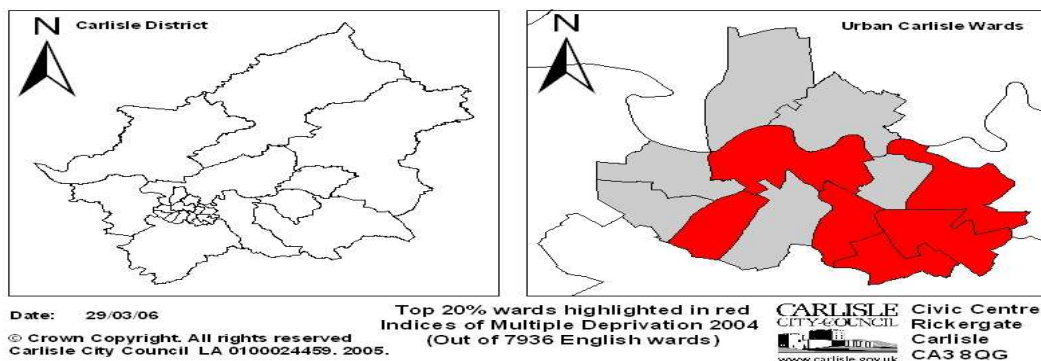 N
Carlisle District
N
Urban Carlisle Wards
Date: 29/03/06
© Crown Copyright. All rights reserved
Carlisle City Council LA 0100024459. 2005.
Top 20% wards highlighted in red
Indices of Multiple Deprivation 2004
(Out of 7936 English wards)
CARLISLE
CITY-COUNCIL
www.carlisle.gov.uk
Civic Centre
Rickergate
Carlisle
CA3 8QG